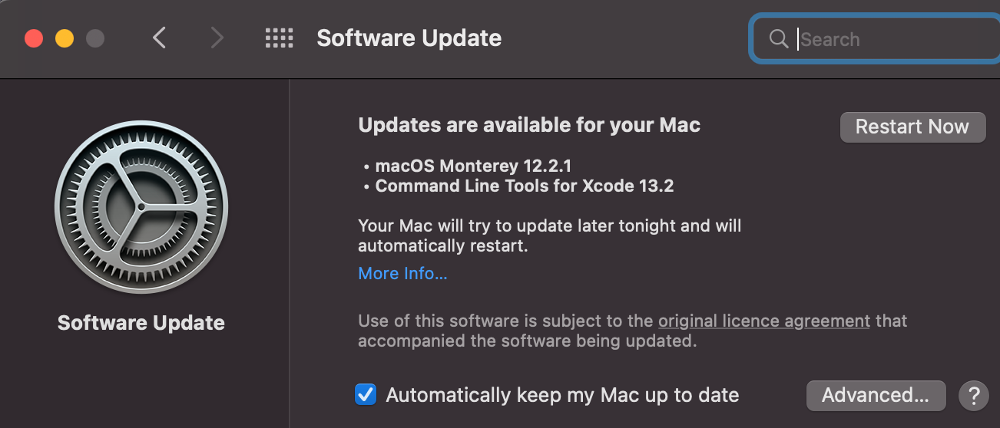 Software Update
Search
Software Update
Updates are available for your Mac
Restart Now
• macOS Monterey 12.2.1
• Command Line Tools for Xcode 13.2
Your Mac will try to update later tonight and will
automatically restart.
More Info...
Use of this software is subject to the original licence agreement that
accompanied the software being updated.
Automatically keep my Mac up to date
Advanced...
?